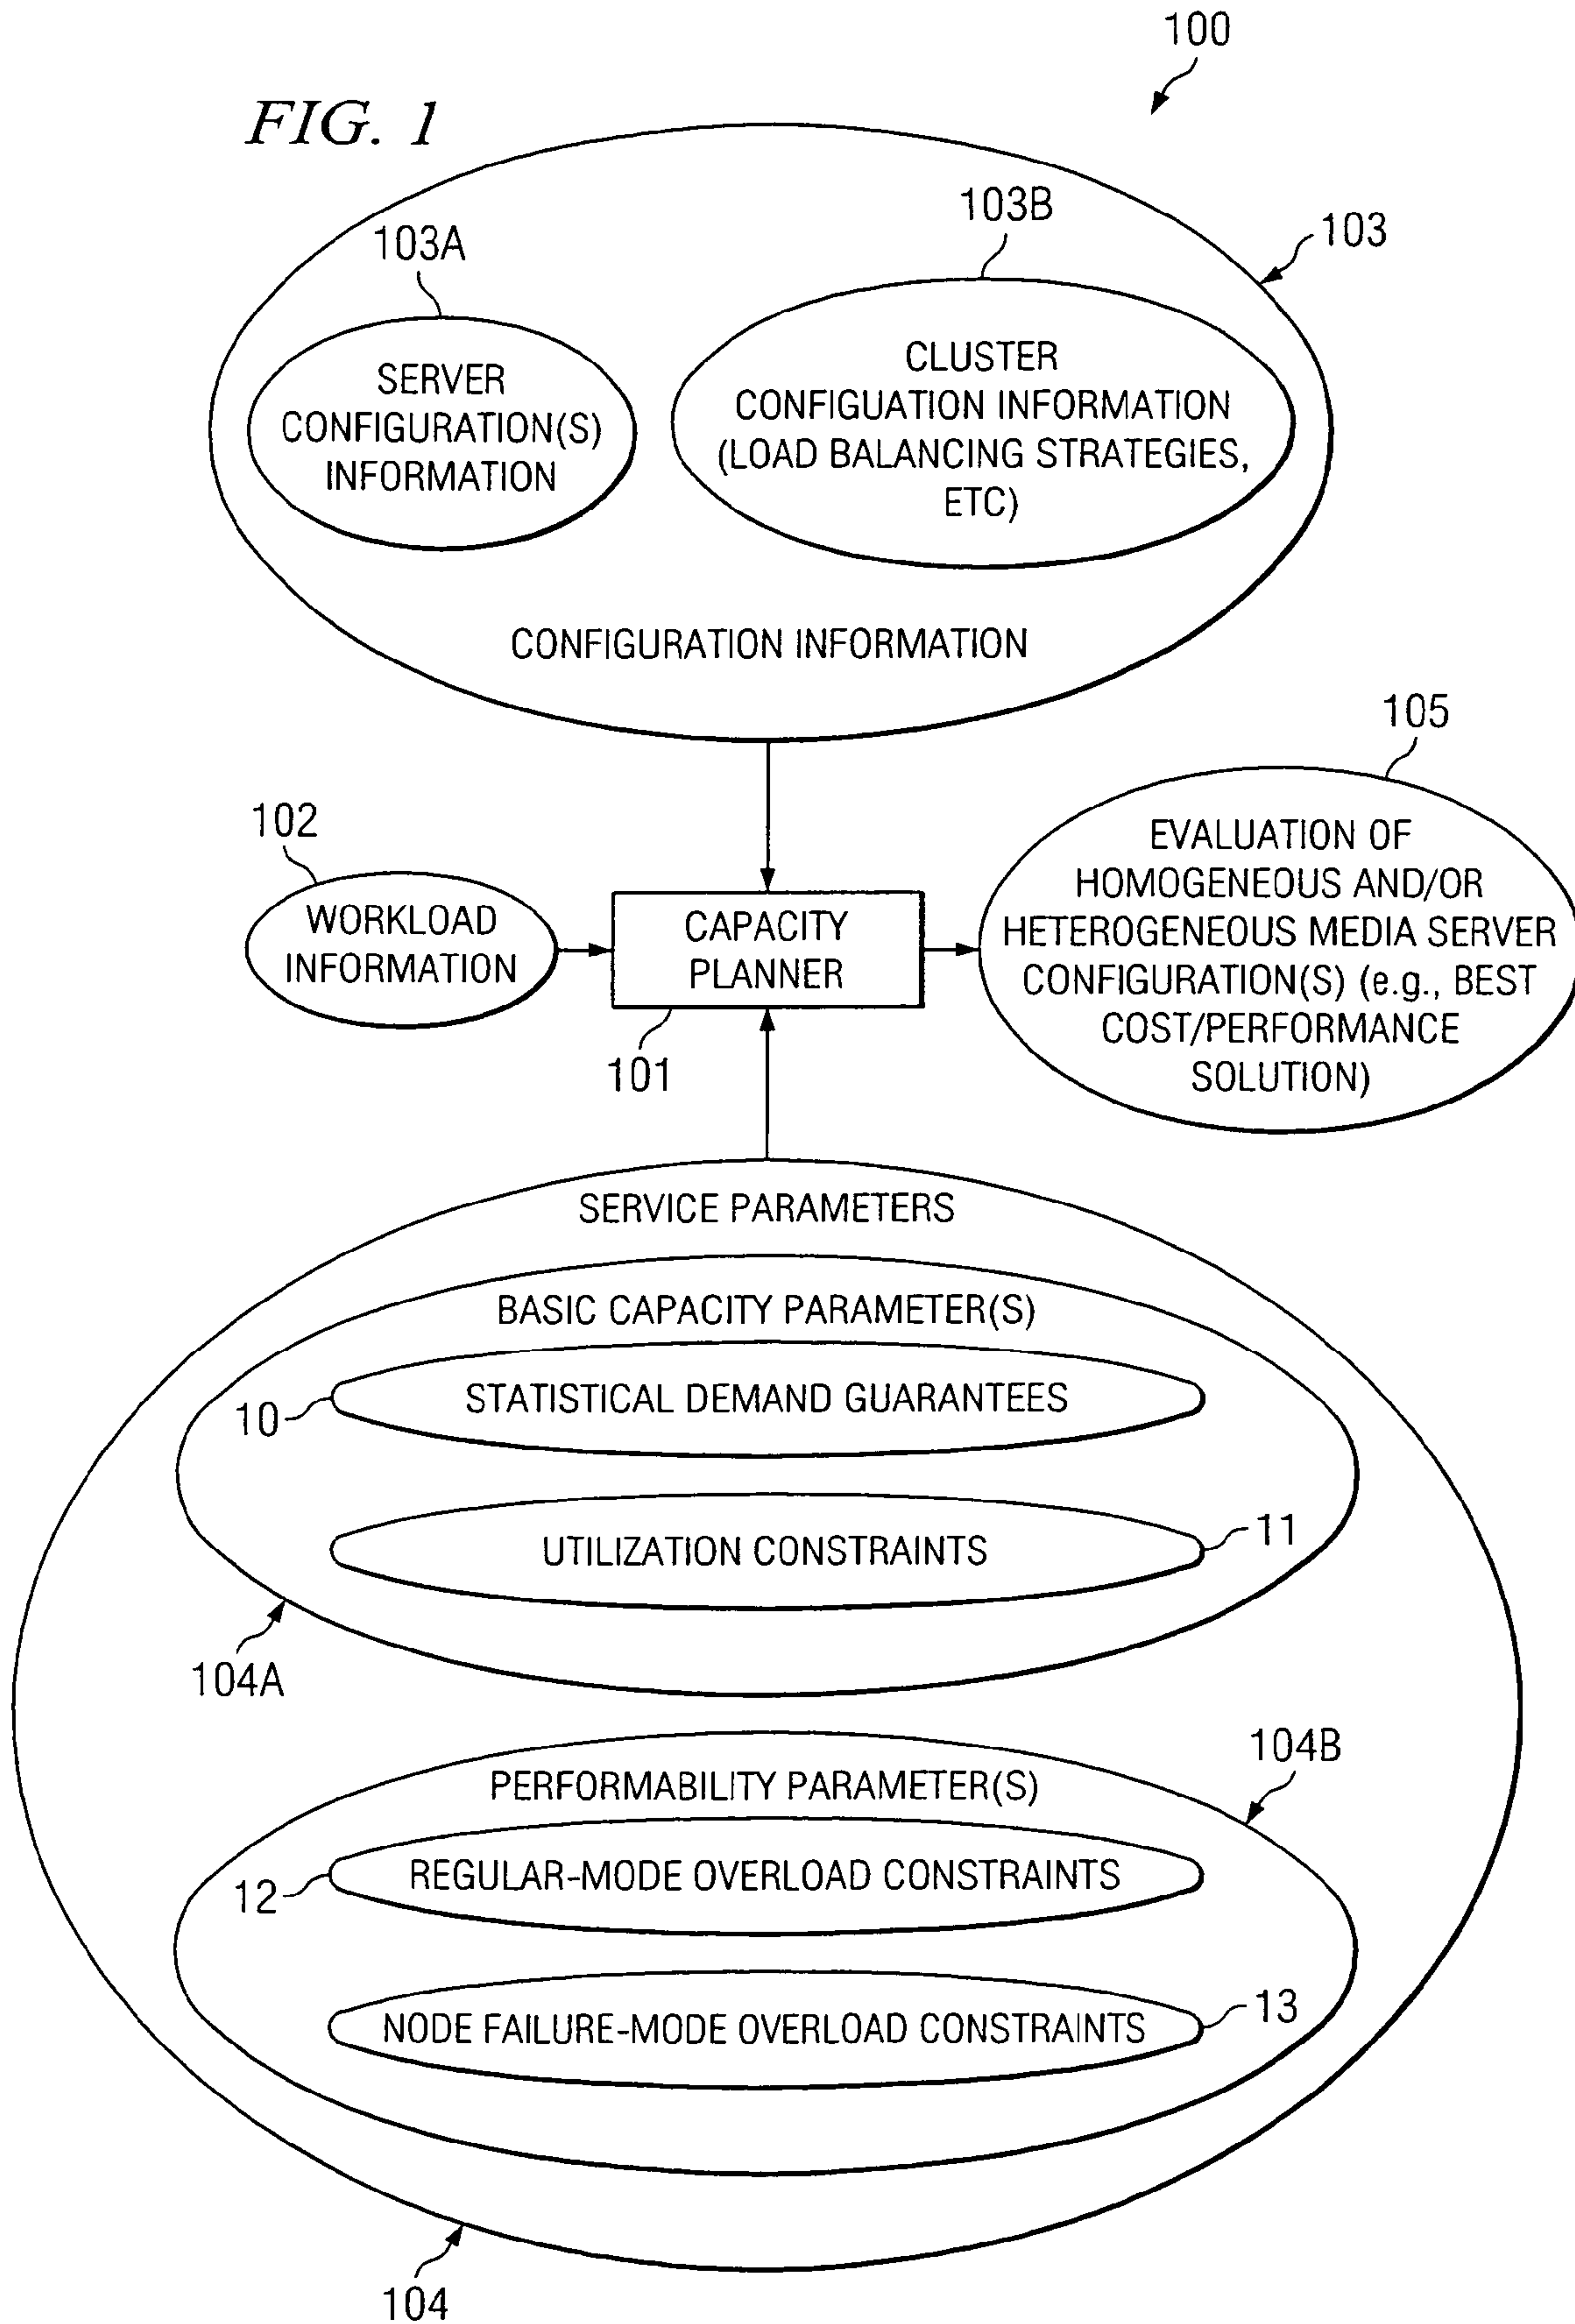 100
FIG. 1
103B
103
103A
SERVER
CONFIGURATION(S)
INFORMATION
CLUSTER
CONFIGUATION INFORMATION
(LOAD BALANCING STRATEGIES,
ETC)
CONFIGURATION INFORMATION
105
102
WORKLOAD
INFORMATION
CAPACITY
PLANNER
101
EVALUATION OF
HOMOGENEOUS AND/OR
HETEROGENEOUS MEDIA SERVER
CONFIGURATION(S) (e.g., BEST
COST/PERFORMANCE
SOLUTION)
SERVICE PARAMETERS
BASIC CAPACITY PARAMETER(S)
10
STATISTICAL DEMAND GUARANTEES
UTILIZATION CONSTRAINTS
11
104A
104B
PERFORMABILITY PARAMETER(S)
12
REGULAR-MODE OVERLOAD CONSTRAINTS
NODE FAILURE-MODE OVERLOAD CONSTRAINTS
13
104